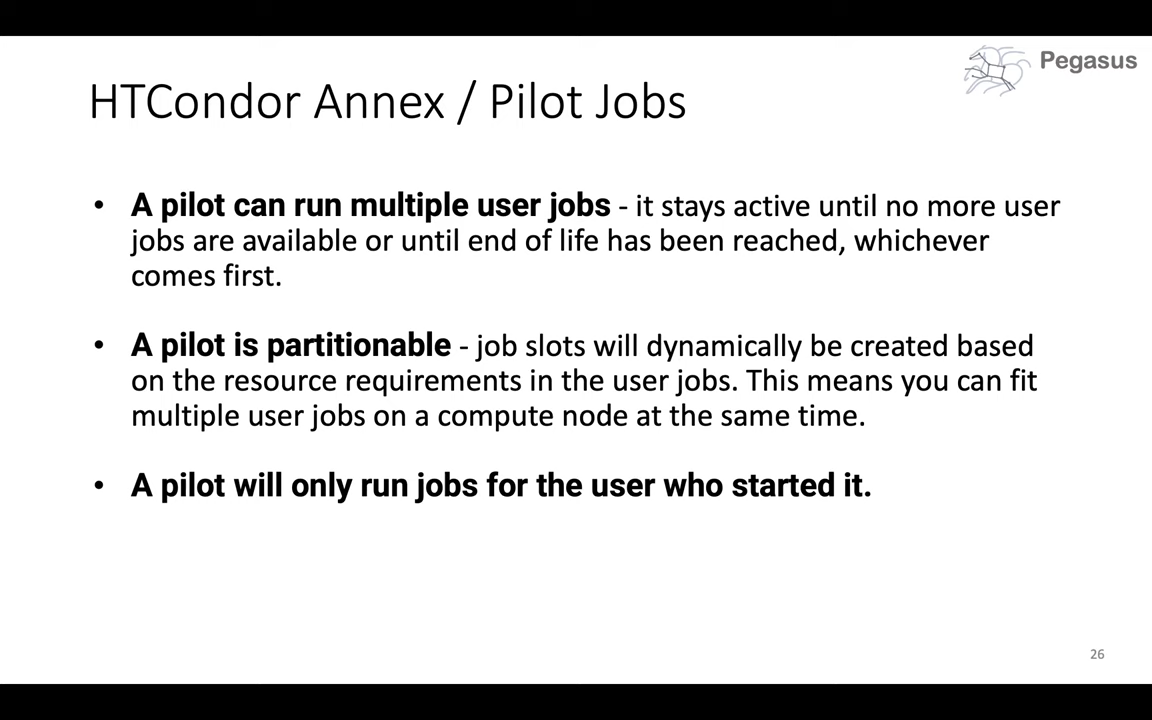 Pegasus
HTCondor Annex / Pilot Jobs
• A pilot can run multiple user jobs - it stays active until no more user
jobs are available or until end of life has been reached, whichever
comes first.
• A pilot is partitionable - job slots will dynamically be created based
on the resource requirements in the user jobs. This means you can fit
multiple user jobs on a compute node at the same time.
• A pilot will only run jobs for the user who started it.
26